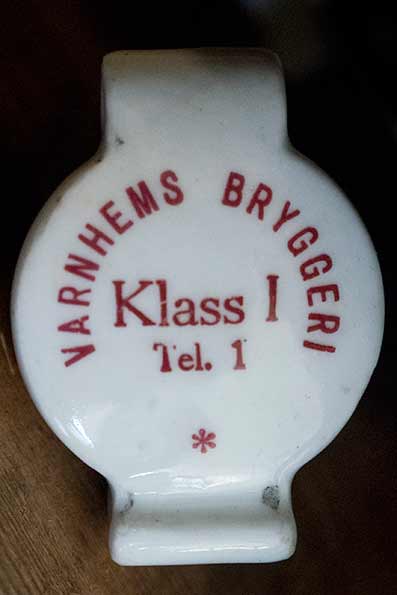 VARNHEMS BRYGGERI
Klass I
Tel. 1
*